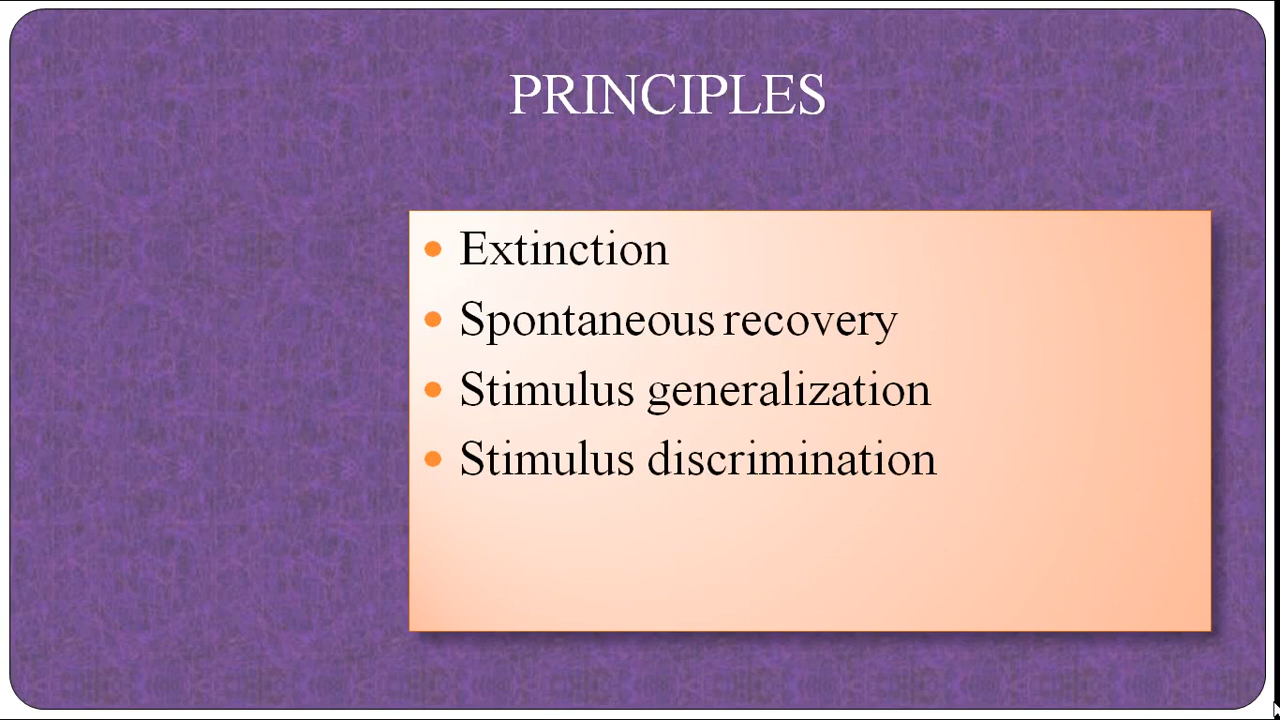 PRINCIPLES
Extinction
Spontaneous recovery
Stimulus generalization
Stimulus discrimination